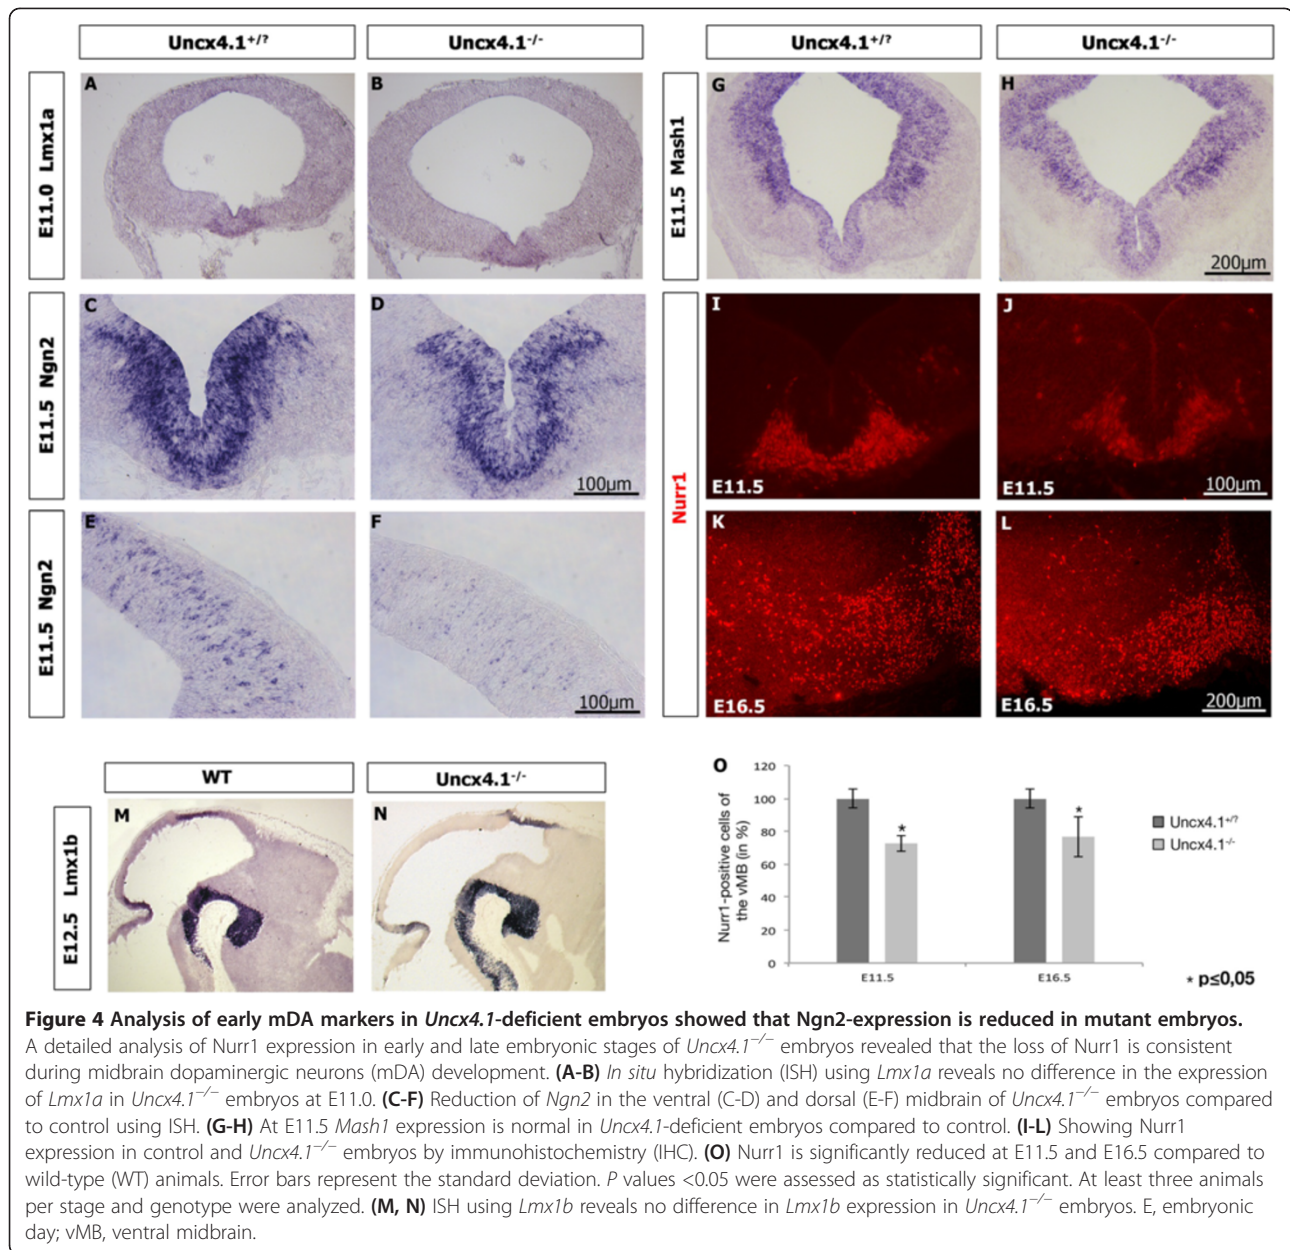 Uncx4.1+/?
Uncx4.1-/-
Uncx4.1+/?
Uncx4.1-/-
E11.0 Lmx1a
A
B
E11.5 Mash1
G
H
200µm
E11.5 Ngn2
C
D
100µm
Nurr1
I
E11.5
J
E11.5
100µm
E11.5 Ngn2
E
F
100µm
K
E16.5
L
E16.5
200µm
WT
Uncx4.1-/-
E12.5 Lmx1b
M
N
O
Nurr1-positive cells of
the vMB (in %)
120
100
80
60
40
20
0
*
*
E11.5
E16.5
Uncx4.1+/?
Uncx4.1-/-
* p≤0,05
Figure 4 Analysis of early mDA markers in Uncx4.1-deficient embryos showed that Ngn2-expression is reduced in mutant embryos.
A detailed analysis of Nurr1 expression in early and late embryonic stages of Uncx4.1−/− embryos revealed that the loss of Nurr1 is consistent
during midbrain dopaminergic neurons (mDA) development. (A-B) In situ hybridization (ISH) using Lmx1a reveals no difference in the expression
of Lmx1a in Uncx4.1−/− embryos at E11.0. (C-F) Reduction of Ngn2 in the ventral (C-D) and dorsal (E-F) midbrain of Uncx4.1−/− embryos compared
to control using ISH. (G-H) At E11.5 Mash1 expression is normal in Uncx4.1-deficient embryos compared to control. (I-L) Showing Nurr1
expression in control and Uncx4.1−/− embryos by immunohistochemistry (IHC). (O) Nurr1 is significantly reduced at E11.5 and E16.5 compared to
wild-type (WT) animals. Error bars represent the standard deviation. P values <0.05 were assessed as statistically significant. At least three animals
per stage and genotype were analyzed. (M, N) ISH using Lmx1b reveals no difference in Lmx1b expression in Uncx4.1−/− embryos. E, embryonic
day; vMB, ventral midbrain.